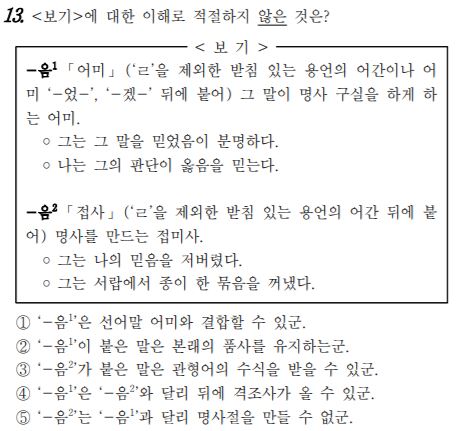 13. <보기>에 대한 이해로 적절하지 않은 것은?
< 보 기 >
-음¹ 「어미」 (‘ㄹ’을 제외한 받침 있는 용언의 어간이나 어
미 ‘-었-’, ‘-겠-’ 뒤에 붙어) 그 말이 명사 구실을 하게 하
는 어미.
○ 그는 그 말을 믿었음이 분명하다.
○ 나는 그의 판단이 옳음을 믿는다.
-음² 「접사」 (‘ㄹ’을 제외한 받침 있는 용언의 어간 뒤에 붙
어) 명사를 만드는 접미사.
○ 그는 나의 믿음을 저버렸다.
○ 그는 서랍에서 종이 한 묶음을 꺼냈다.
① ‘-음¹’은 선어말 어미와 결합할 수 있군.
② ‘-음¹’이 붙은 말은 본래의 품사를 유지하는군.
③ ‘-음²’가 붙은 말은 관형어의 수식을 받을 수 있군.
④ ‘-음¹’은 ‘-음²’와 달리 뒤에 격조사가 올 수 있군.
⑤ ‘-음²’는 ‘-음¹’과 달리 명사절을 만들 수 없군.